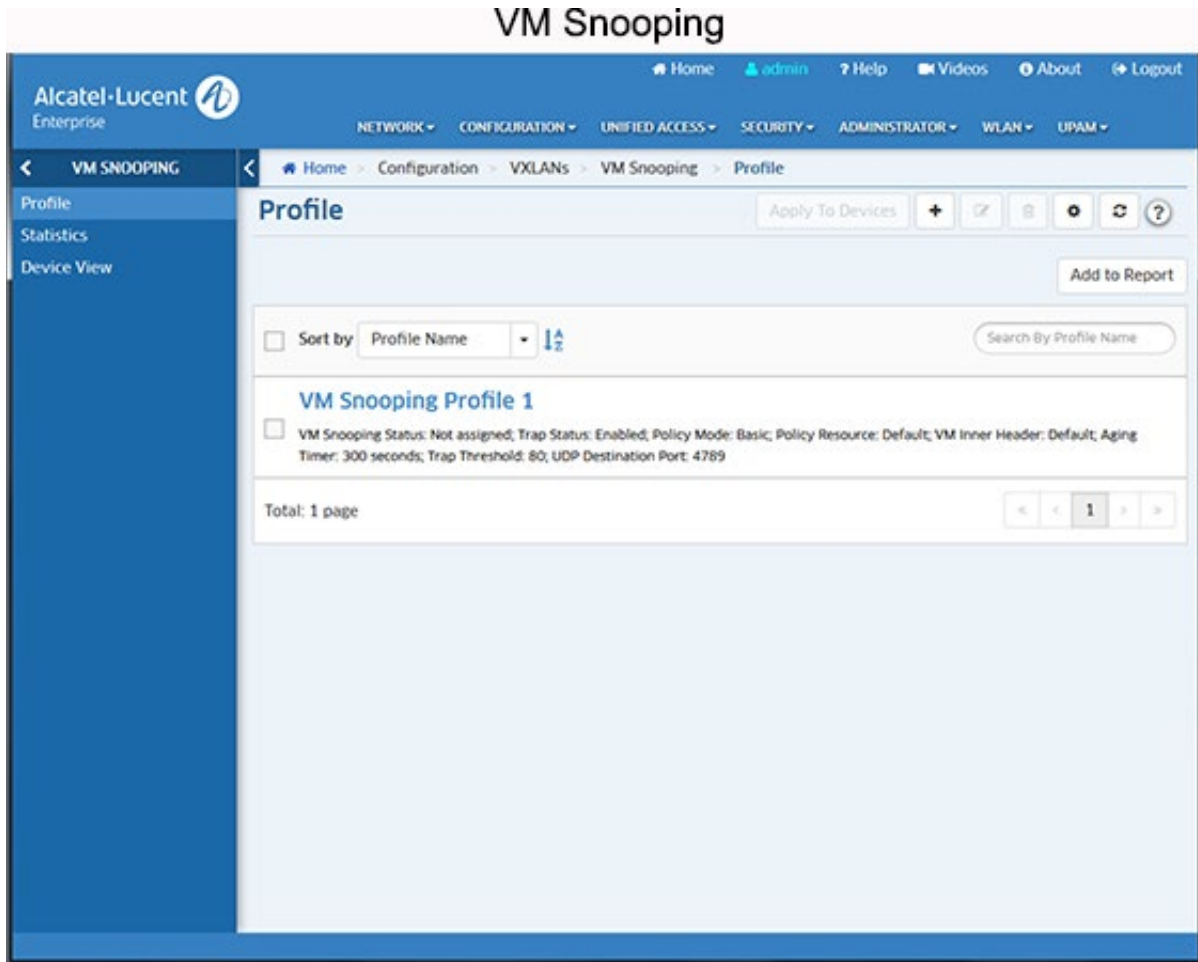 VM Snooping
Home admin ? Help Videos About Logout
Alcatel·Lucent
Enterprise
NETWORK CONFIGURATION UNIFIED ACCESS SECURITY ADMINISTRATOR WLAN UPAM
VM SNOOPING
Home > Configuration > VXLANs > VM Snooping > Profile
Profile
Statistics
Device View
Profile
Apply To Devices
?
Add to Report
Sort by Profile Name
Search By Profile Name
VM Snooping Profile 1
VM Snooping Status: Not assigned; Trap Status: Enabled; Policy Mode: Basic; Policy Resource: Default; VM Inner Header: Default; Aging
Timer: 300 seconds; Trap Threshold: 80; UDP Destination Port: 4789
Total: 1 page
« < 1 > »